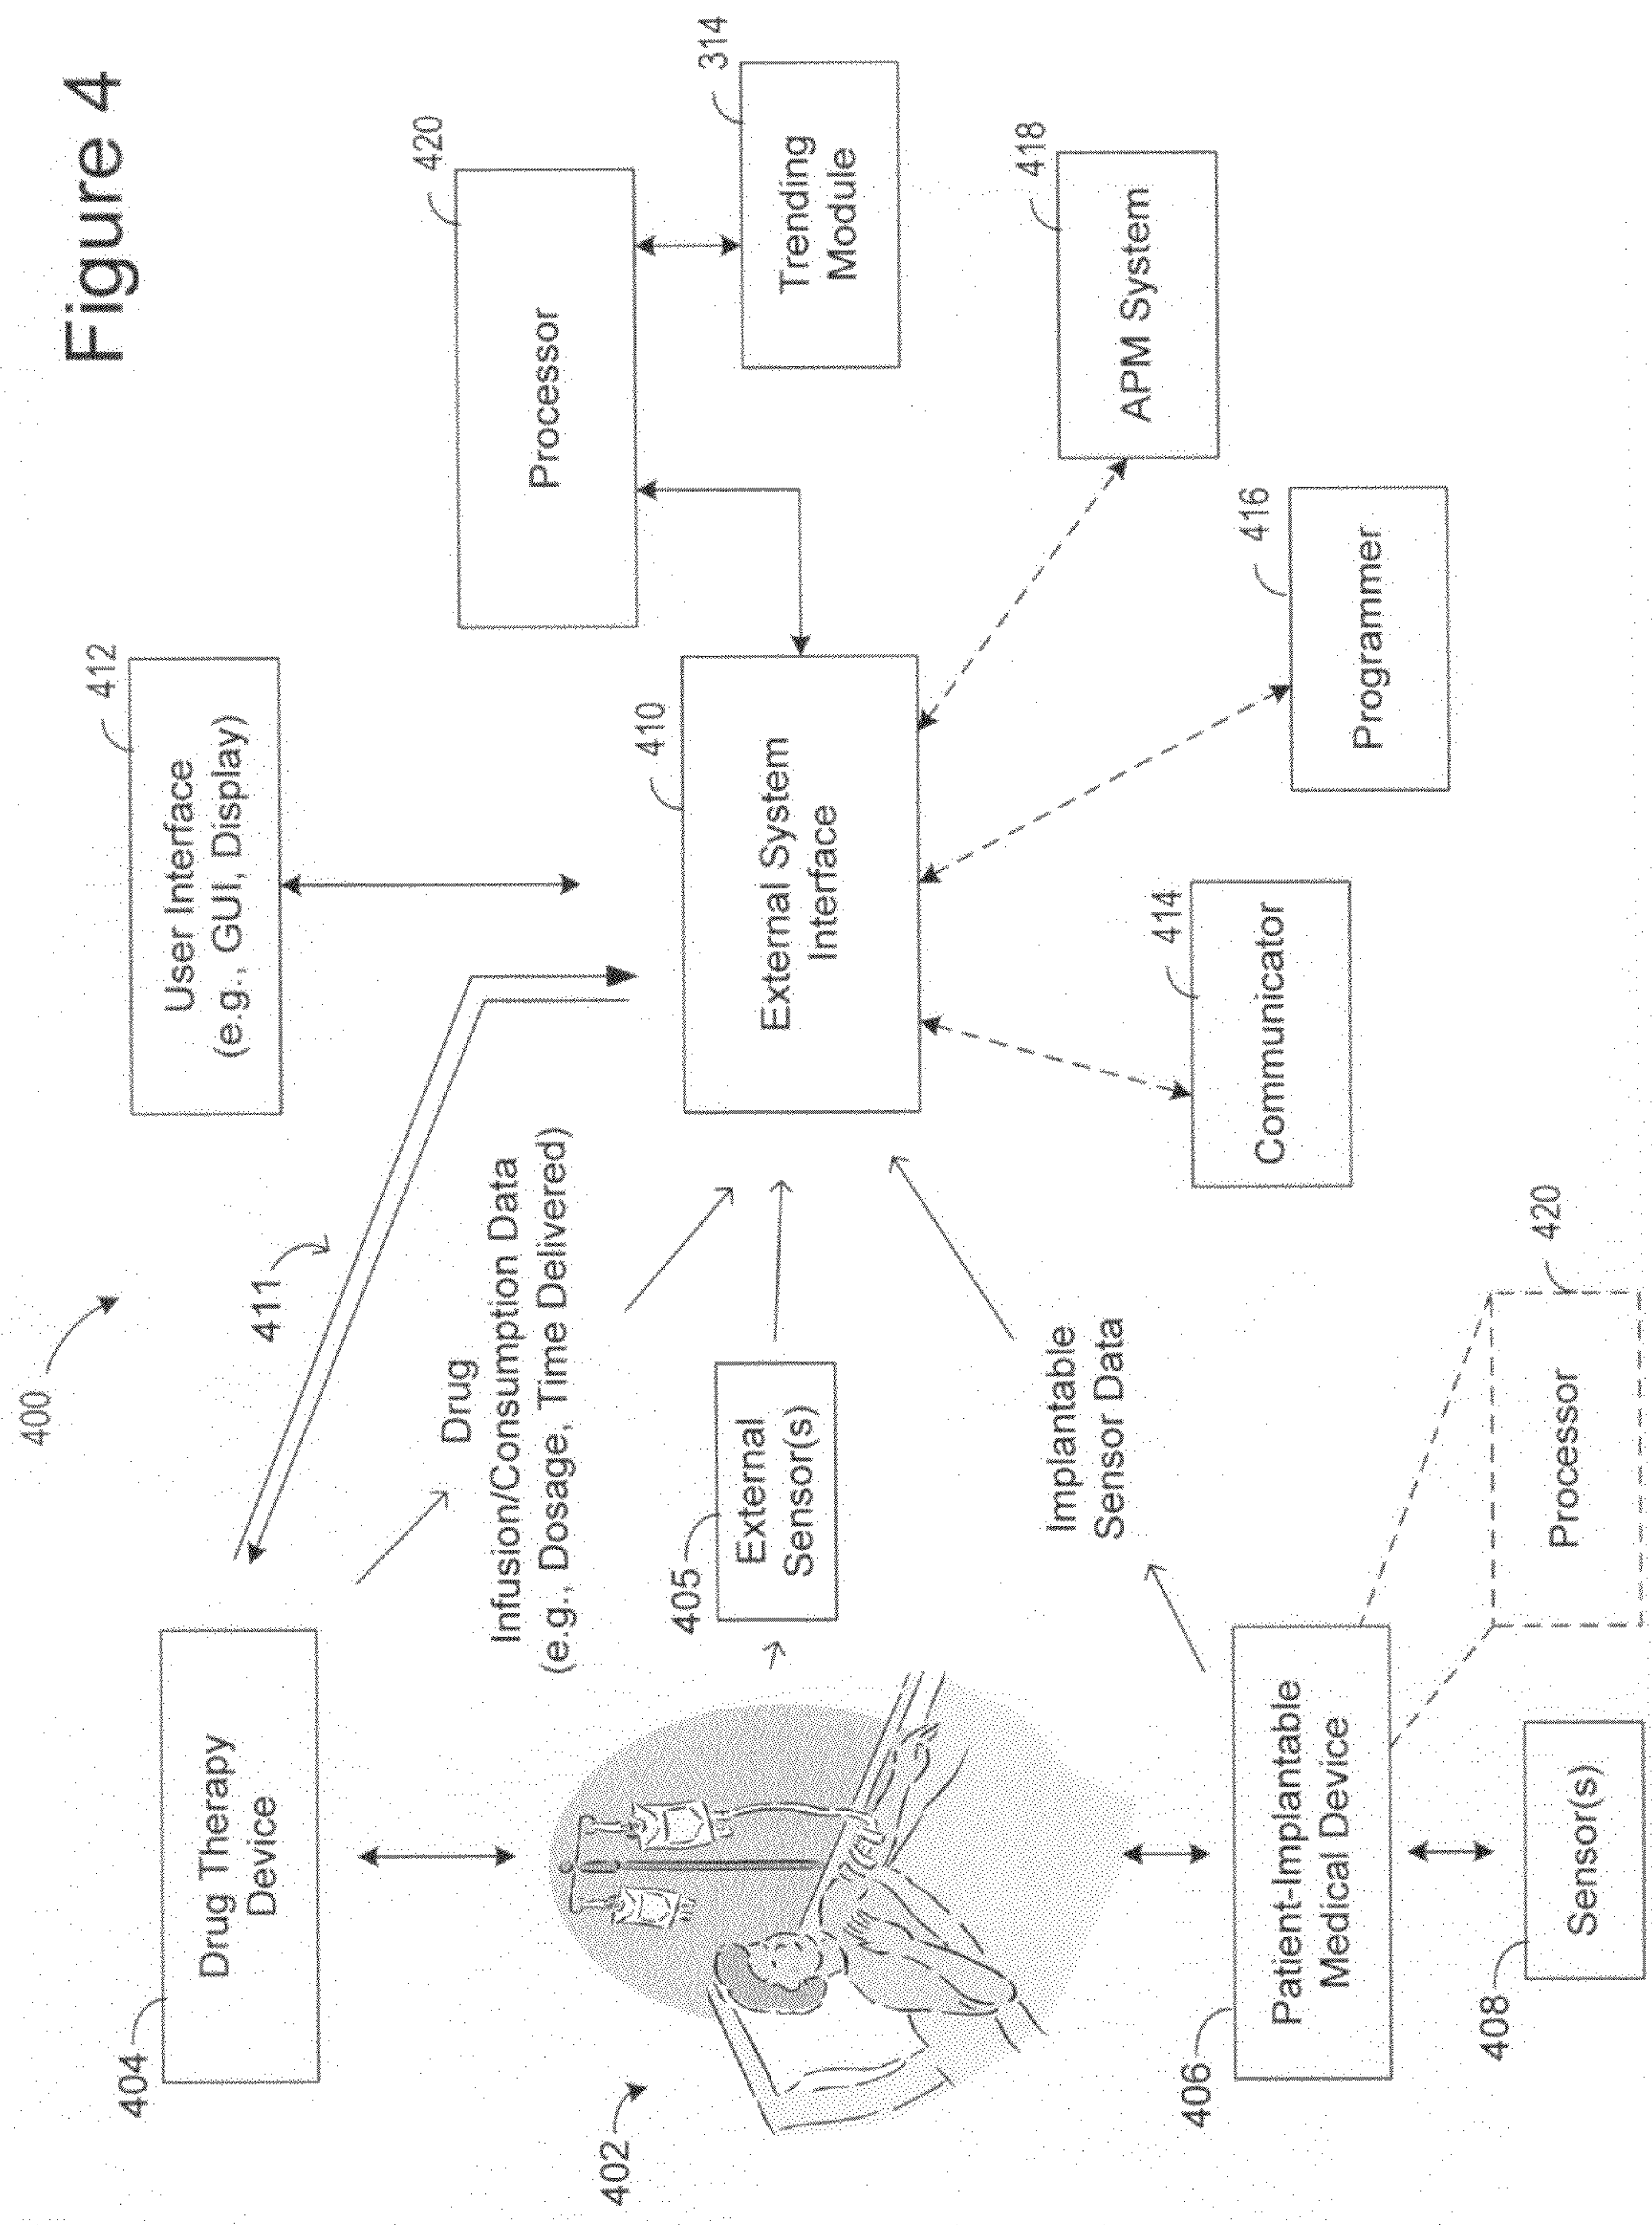 Figure 4
400
404
Drug Therapy
Device
411
412
User Interface
(e.g., GUI, Display)
420
Processor
314
Trending
Module
Drug
Infusion/Consumption Data
(e.g., Dosage, Time Delivered)
402
405
External
Sensor(s)
410
External System
Interface
418
APM System
Implantable
Sensor Data
414
Communicator
416
Programmer
406
Patient-Implantable
Medical Device
408
Sensor(s)
420
Processor